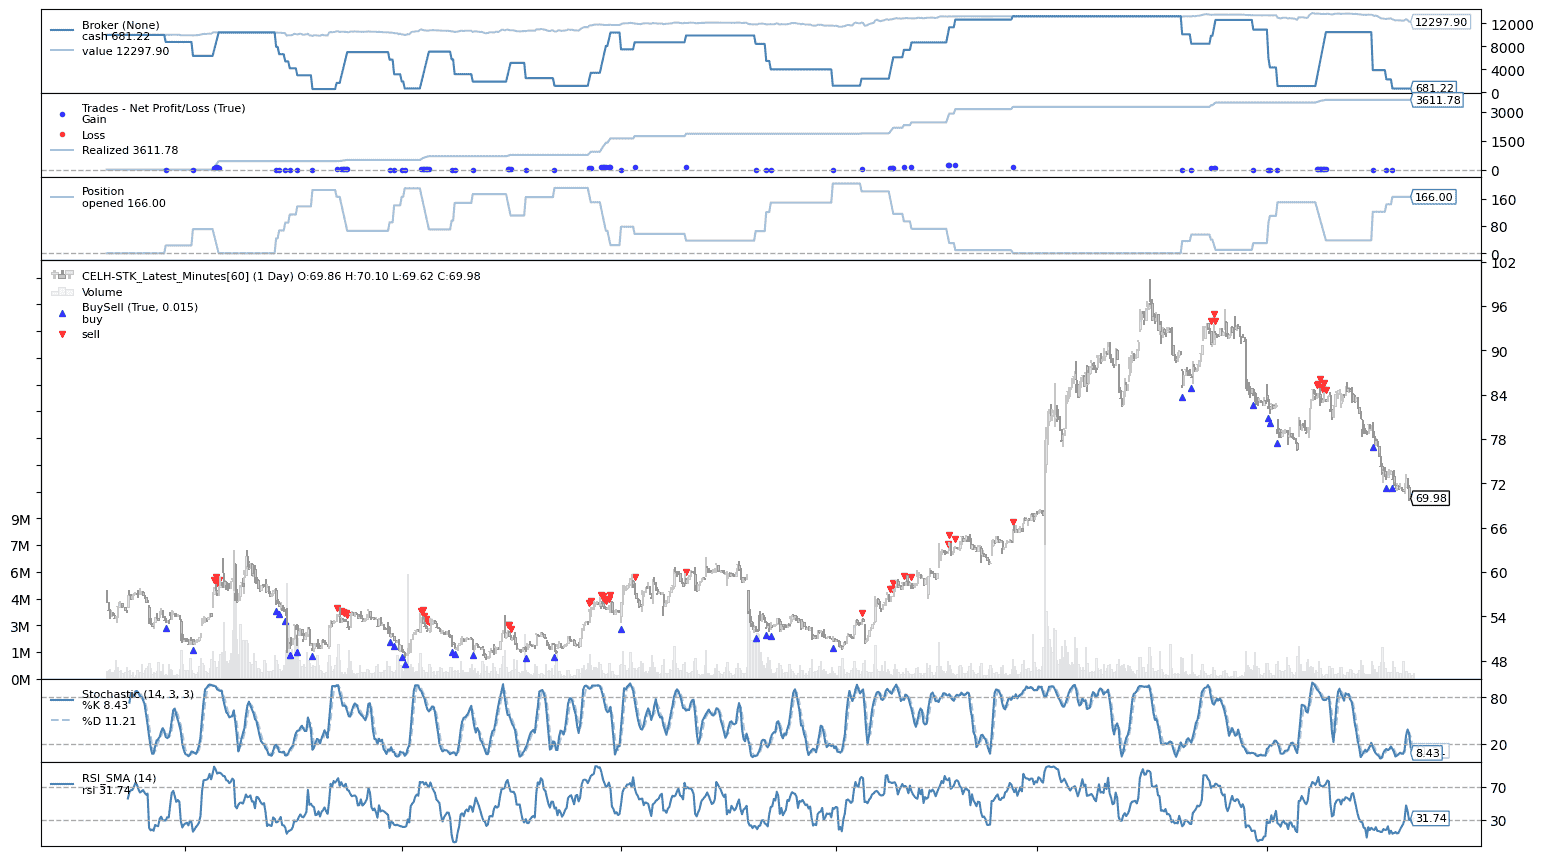 Broker (None)
cash 681.22
value 12297.90
12297.90
12000
8000
4000
681.22
0
Trades - Net Profit/Loss (True)
Gain
Loss
Realized 3611.78
3611.78
3000
1500
0
Position
opened 166.00
166.00
160
80
0
CELH-STK_Latest_Minutes[60] (1 Day) O:69.86 H:70.10 L:69.62 C:69.98
Volume
BuySell (True, 0.015)
buy
sell
102
96
90
84
78
72
69.98
66
60
54
48
9M
7M
6M
4M
3M
1M
0M
Stochastic (14, 3, 3)
%K 8.43
%D 11.21
80
20
8.43
RSI_SMA (14)
rsi 31.74
70
31.74
30